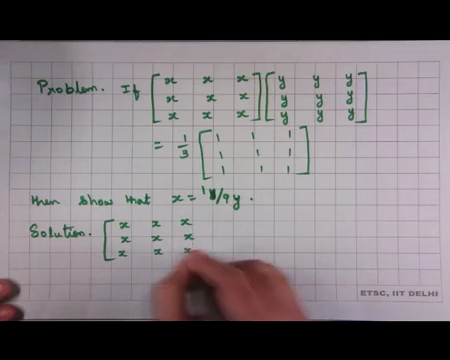 Problem. If [x x x [y y y
x x x y y y
x x x] y y y]
= 1/3 [1 1 1
1 1 1
1 1 1]
then show that x = 1/9y.
Solution. [x x x
x x x
x x x
ETSC, IIT DELHI